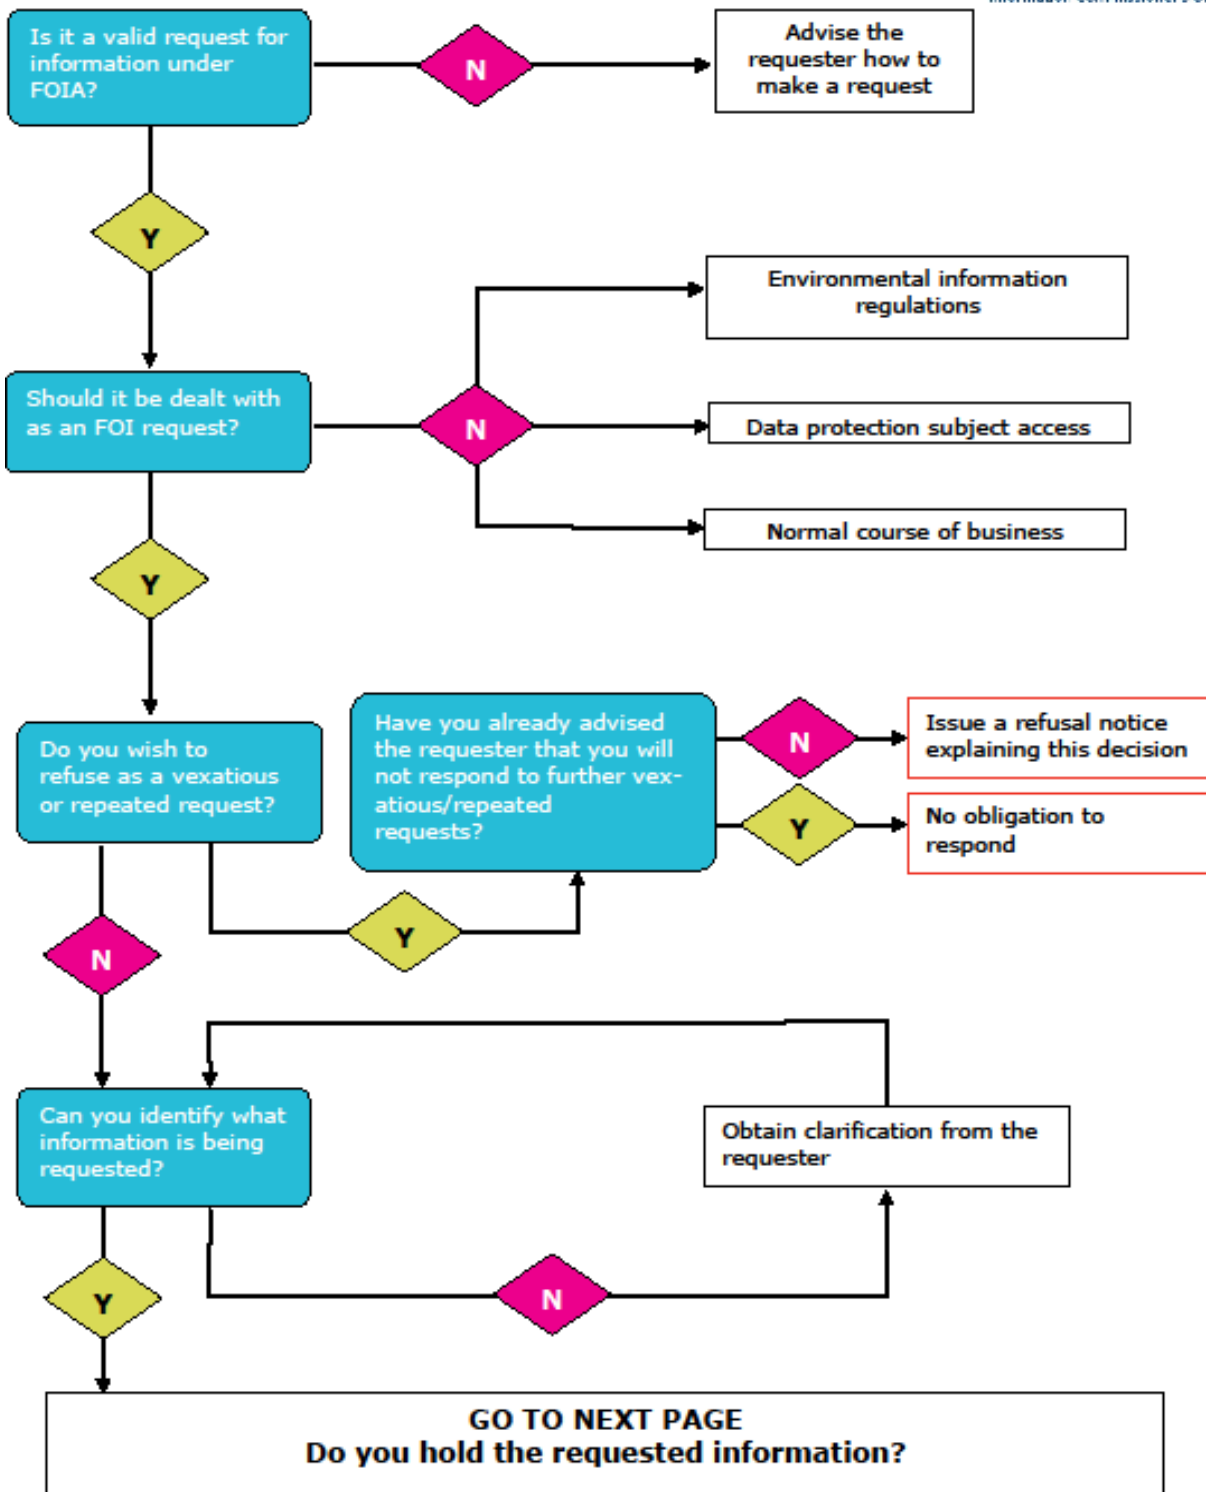 Is it a valid request for
information under
FOIA?
N
Advise the
requester how to
make a request
Y
Environmental information
regulations
Should it be dealt with
as an FOI request?
N
Data protection subject access
Normal course of business
Y
Do you wish to
refuse as a vexatious
or repeated request?
Have you already advised
the requester that you will
not respond to further vex-
atious/repeated
requests?
N
Issue a refusal notice
explaining this decision
Y
No obligation to
respond
Y
N
Can you identify what
information is being
requested?
Obtain clarification from the
requester
Y
N
GO TO NEXT PAGE
Do you hold the requested information?